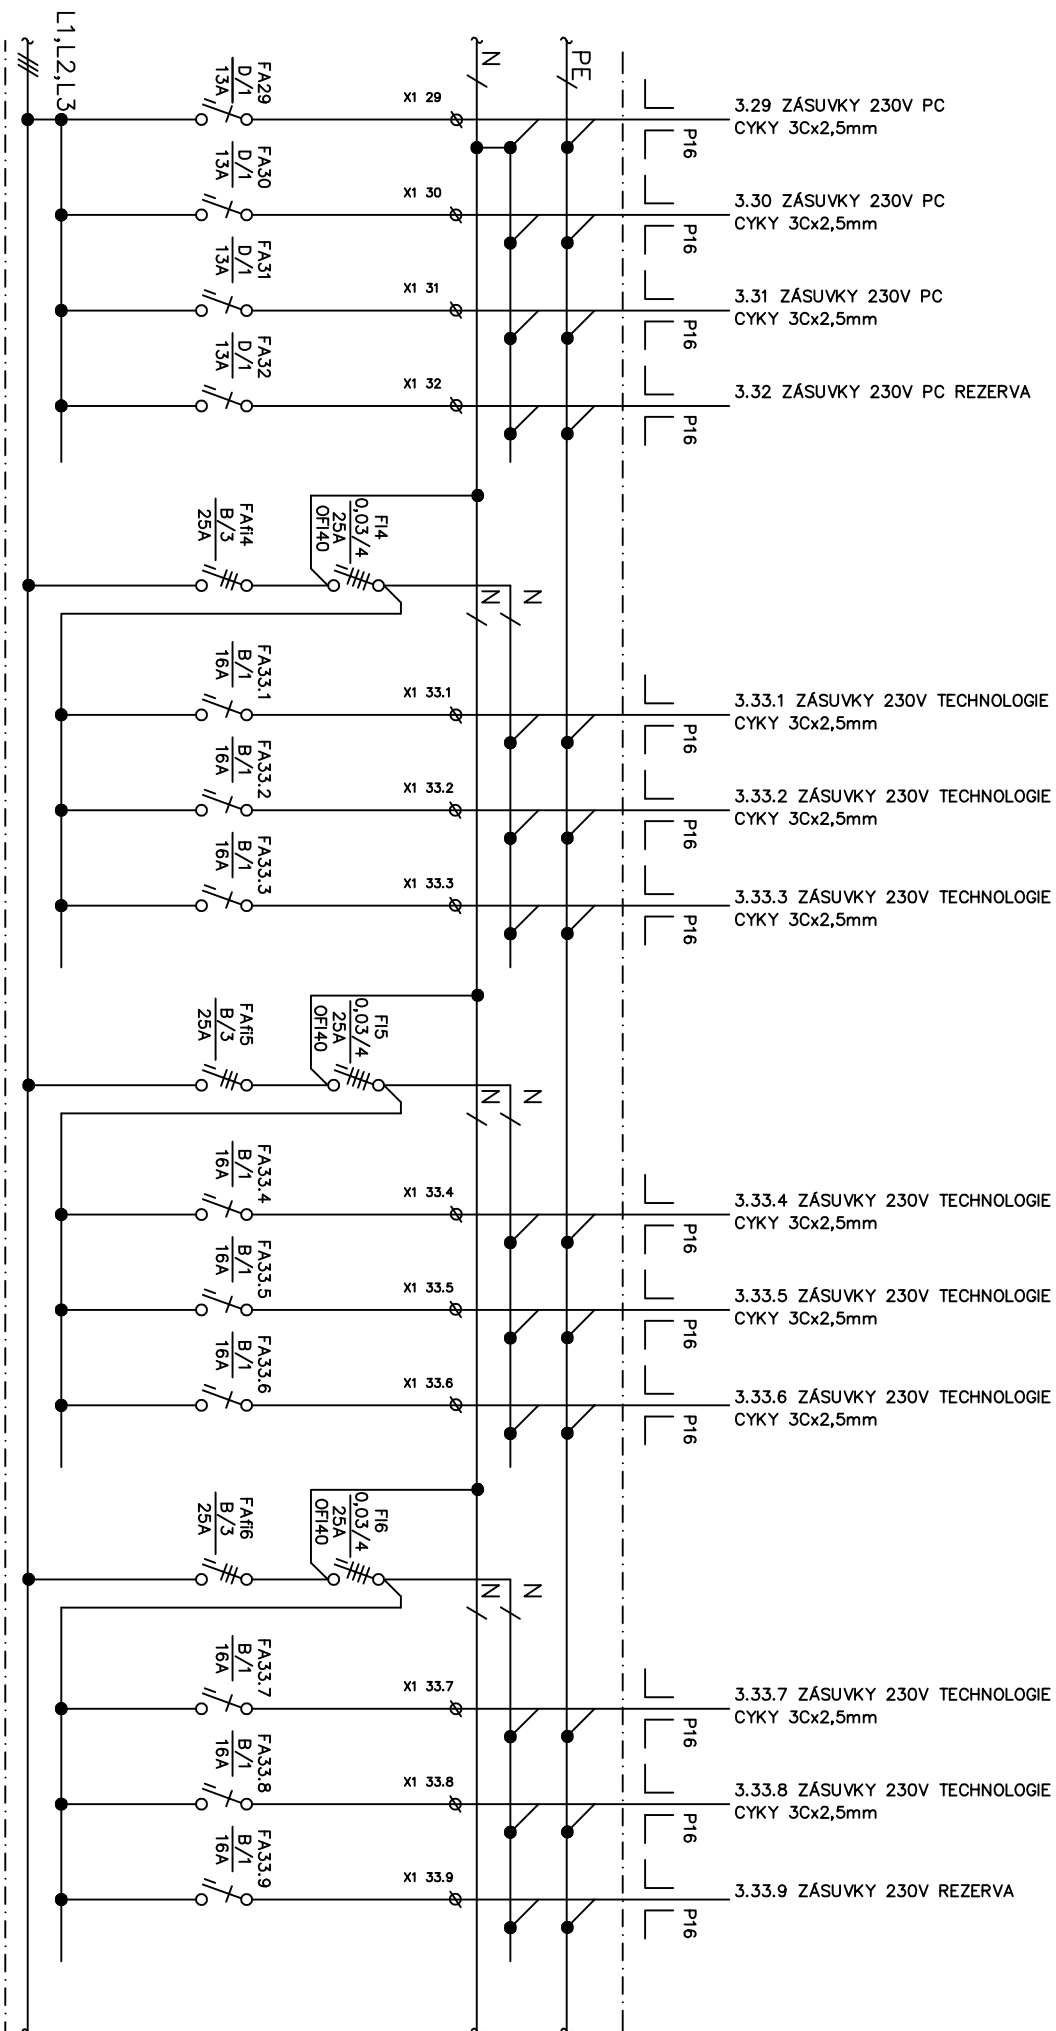 L1,L2,L3
N
PE
FA29
D/1
13A
X1 29
P16
3.29 ZÁSUVKY 230V PC
CYKY 3Cx2,5mm
FA30
D/1
13A
X1 30
P16
3.30 ZÁSUVKY 230V PC
CYKY 3Cx2,5mm
FA31
D/1
13A
X1 31
P16
3.31 ZÁSUVKY 230V PC
CYKY 3Cx2,5mm
FA32
D/1
13A
X1 32
P16
3.32 ZÁSUVKY 230V PC REZERVA
FAfi4
B/3
25A
FI4
0,03/4
25A
OFI40
N
N
FA33.1
B/1
16A
X1 33.1
P16
3.33.1 ZÁSUVKY 230V TECHNOLOGIE
CYKY 3Cx2,5mm
FA33.2
B/1
16A
X1 33.2
P16
3.33.2 ZÁSUVKY 230V TECHNOLOGIE
CYKY 3Cx2,5mm
FA33.3
B/1
16A
X1 33.3
P16
3.33.3 ZÁSUVKY 230V TECHNOLOGIE
CYKY 3Cx2,5mm
FAfi5
B/3
25A
FI5
0,03/4
25A
OFI40
N
N
FA33.4
B/1
16A
X1 33.4
P16
3.33.4 ZÁSUVKY 230V TECHNOLOGIE
CYKY 3Cx2,5mm
FA33.5
B/1
16A
X1 33.5
P16
3.33.5 ZÁSUVKY 230V TECHNOLOGIE
CYKY 3Cx2,5mm
FA33.6
B/1
16A
X1 33.6
P16
3.33.6 ZÁSUVKY 230V TECHNOLOGIE
CYKY 3Cx2,5mm
FAfi6
B/3
25A
FI6
0,03/4
25A
OFI40
N
N
FA33.7
B/1
16A
X1 33.7
P16
3.33.7 ZÁSUVKY 230V TECHNOLOGIE
CYKY 3Cx2,5mm
FA33.8
B/1
16A
X1 33.8
P16
3.33.8 ZÁSUVKY 230V TECHNOLOGIE
CYKY 3Cx2,5mm
FA33.9
B/1
16A
X1 33.9
P16
3.33.9 ZÁSUVKY 230V REZERVA